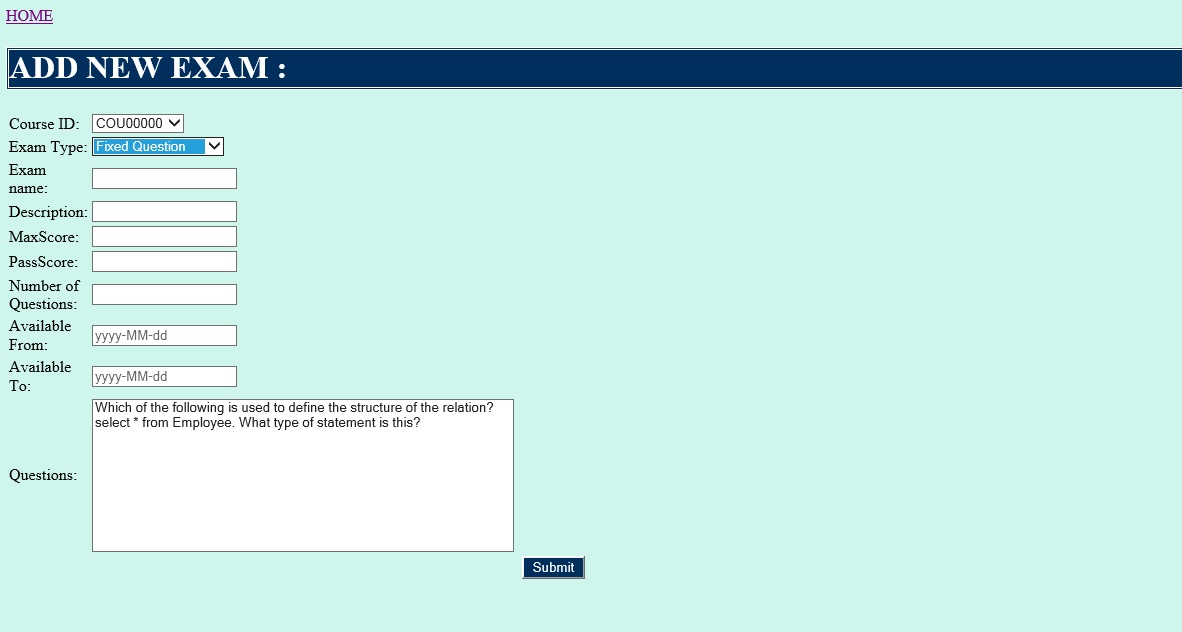 HOME
ADD NEW EXAM :
Course ID: COU00000
Exam Type: Fixed Question
Exam
name:
Description:
MaxScore:
PassScore:
Number of
Questions:
Available
From:
yyyy-MM-dd
Available
To:
yyyy-MM-dd
Questions:
Which of the following is used to define the structure of the relation?
select * from Employee. What type of statement is this?
Submit